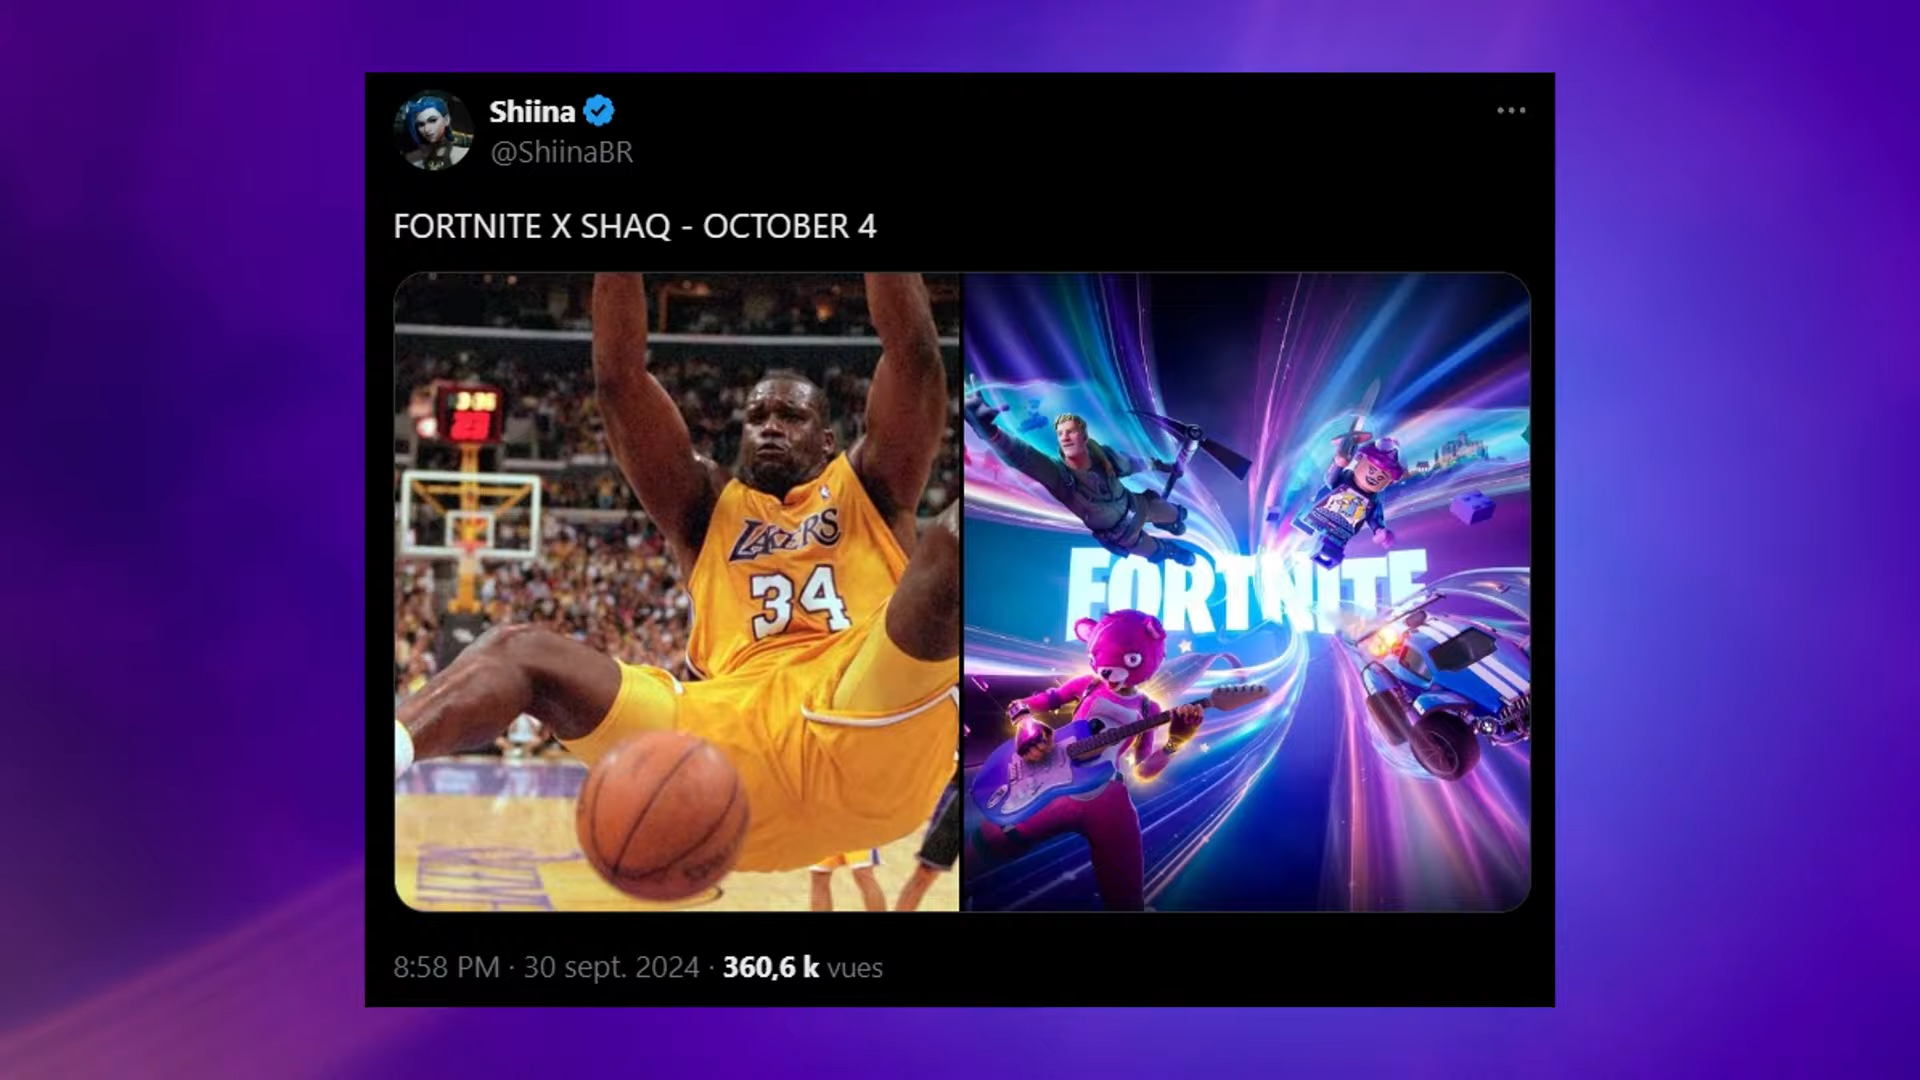 Shiina
@ShiinaBR
FORTNITE X SHAQ - OCTOBER 4
LAKERS
34
FORTNITE
8:58 PM · 30 sept. 2024 · 360,6 k vues